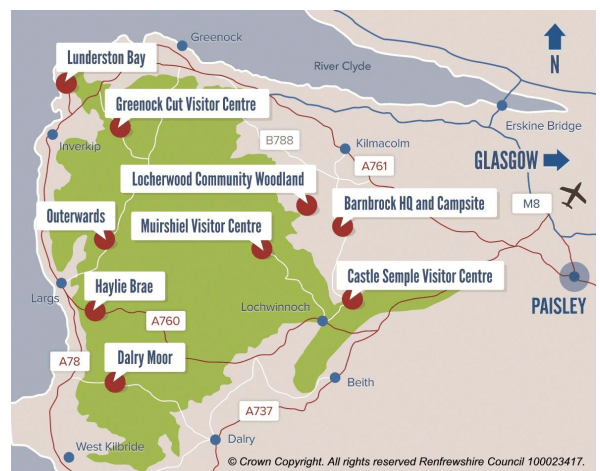 Greenock
Lunderston Bay
River Clyde
N
Greenock Cut Visitor Centre
Erskine Bridge
Inverkip
B788
Kilmacolm
GLASGOW
A761
Locherwood Community Woodland
Barnbrock HQ and Campsite
M8
Outerwards
Muirshiel Visitor Centre
Castle Semple Visitor Centre
Haylie Brae
Largs
PAISLEY
Lochwinnoch
A760
A78
Dalry Moor
Beith
A737
West Kilbride
Dalry
© Crown Copyright. All rights reserved Renfrewshire Council 100023417.